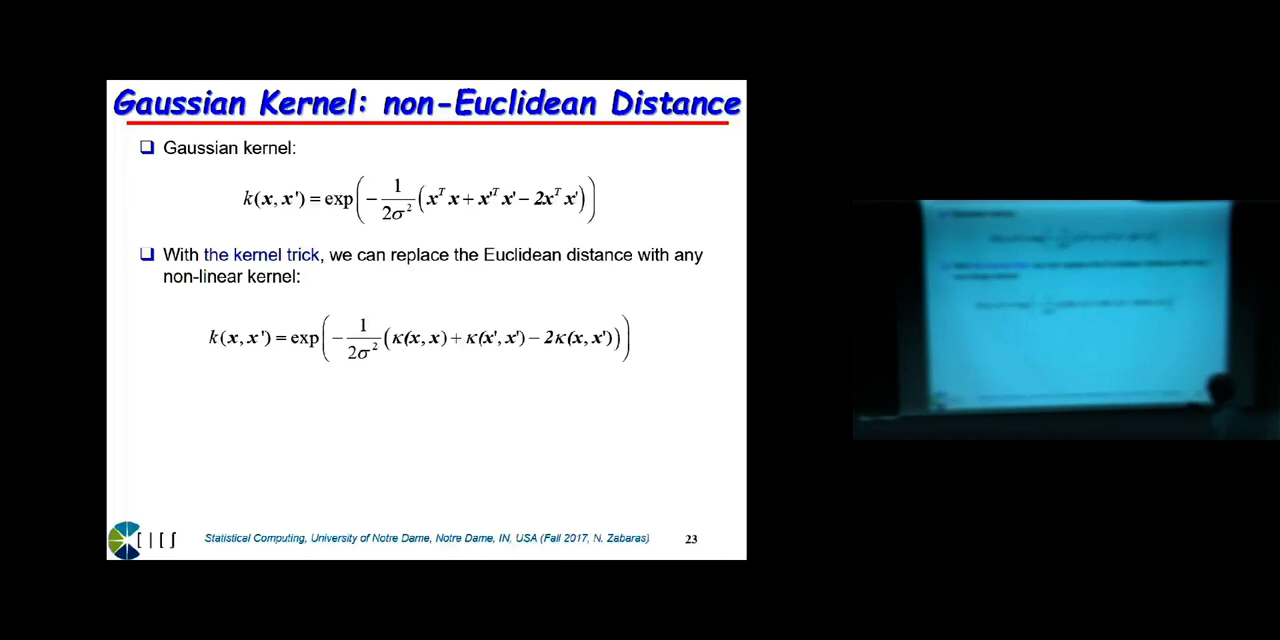 Gaussian Kernel: non-Euclidean Distance
❑ Gaussian kernel:
k(x, x') = exp(−1/(2σ²) (xᵀx + x'ᵀx' − 2xᵀx'))
❑ With the kernel trick, we can replace the Euclidean distance with any
non-linear kernel:
k(x, x') = exp(−1/(2σ²) (κ(x, x) + κ(x', x') − 2κ(x, x')))
Statistical Computing, University of Notre Dame, Notre Dame, IN, USA (Fall 2017, N. Zabaras)
23